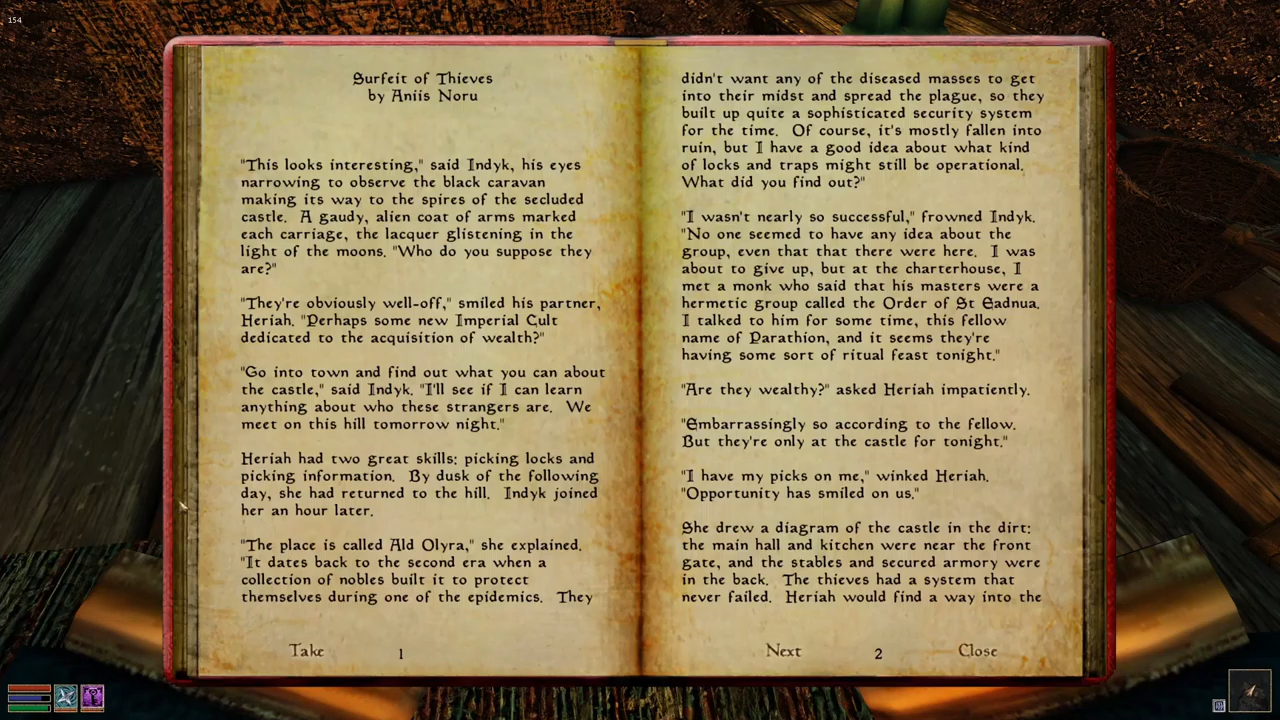 154
Surfeit of Thieves
by Aniis Noru
"This looks interesting," said Indyk, his eyes
narrowing to observe the black caravan
making its way to the spires of the secluded
castle. A gaudy, alien coat of arms marked
each carriage, the lacquer glistening in the
light of the moons. "Who do you suppose they
are?"
"They're obviously well-off," smiled his partner,
Heriah. "Perhaps some new Imperial Cult
dedicated to the acquisition of wealth?"
"Go into town and find out what you can about
the castle," said Indyk. "I'll see if I can learn
anything about who these strangers are. We
meet on this hill tomorrow night."
Heriah had two great skills: picking locks and
picking information. By dusk of the following
day, she had returned to the hill. Indyk joined
her an hour later.
"The place is called Ald Olyra," she explained.
"It dates back to the second era when a
collection of nobles built it to protect
themselves during one of the epidemics. They
didn't want any of the diseased masses to get
into their midst and spread the plague, so they
built up quite a sophisticated security system
for the time. Of course, it's mostly fallen into
ruin, but I have a good idea about what kind
of locks and traps might still be operational.
What did you find out?"
"I wasn't nearly so successful," frowned Indyk.
"No one seemed to have any idea about the
group, even that that there were here. I was
about to give up, but at the charterhouse, I
met a monk who said that his masters were a
hermetic group called the Order of St Eadnua.
I talked to him for some time, this fellow
name of Parathion, and it seems they're
having some sort of ritual feast tonight."
"Are they wealthy?" asked Heriah impatiently.
"Embarrassingly so according to the fellow.
But they're only at the castle for tonight."
"I have my picks on me," winked Heriah.
"Opportunity has smiled on us."
She drew a diagram of the castle in the dirt:
the main hall and kitchen were near the front
gate, and the stables and secured armory were
in the back. The thieves had a system that
never failed. Heriah would find a way into the
Take
1
Next
2
Close